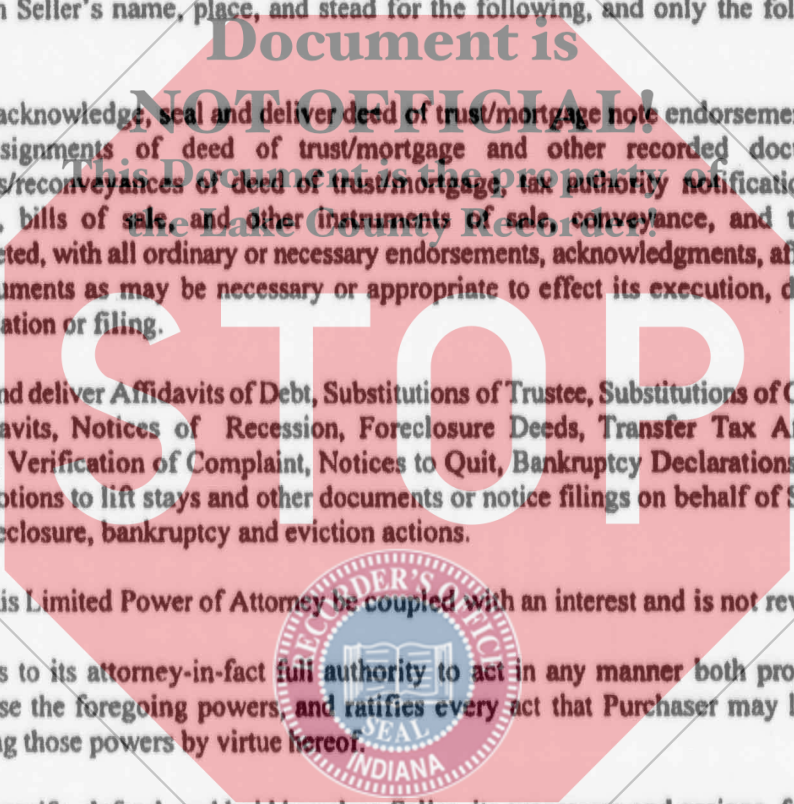 n Seller's name, place, and stead for the following, and only the fol
Document is
acknowledge, seal and deliver deed of trust/mortgage note endorseme
NOT OFFICIAL!
signments of deed of trust/mortgage and other recorded doc
This Document is the property of
s/reconveyances of deed of trust/mortgage, tax authority notificatio
the Lake County Recorder!
, bills of sale, and other instruments of sale, conveyance, and t
eted, with all ordinary or necessary endorsements, acknowledgments, af
uments as may be necessary or appropriate to effect its execution, d
ation or filing.
STOP
nd deliver Affidavits of Debt, Substitutions of Trustee, Substitutions of C
avits, Notices of Recession, Foreclosure Deeds, Transfer Tax A
Verification of Complaint, Notices to Quit, Bankruptcy Declarations
otions to lift stays and other documents or notice filings on behalf of S
eclosure, bankruptcy and eviction actions.
RECORDER'S OFFICE
is Limited Power of Attorney be coupled with an interest and is not rev
s to its attorney-in-fact full authority to act in any manner both pro
se the foregoing powers, and ratifies every act that Purchaser may l
ng those powers by virtue hereof.
SEAL
INDIANA